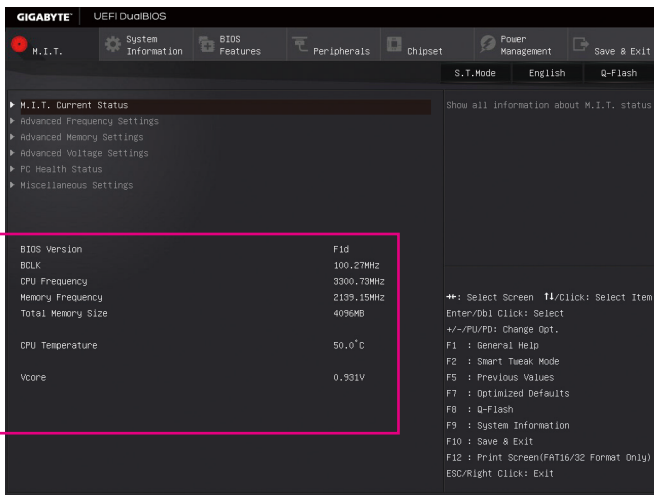 GIGABYTE™ UEFI DualBIOS
M.I.T. System Information BIOS Features Peripherals Chipset Power Management Save & Exit
S.T.Mode English Q-Flash
M.I.T. Current Status
Advanced Frequency Settings
Advanced Memory Settings
Advanced Voltage Settings
PC Health Status
Miscellaneous Settings
Show all information about M.I.T. status
BIOS Version F1d
BCLK 100.27MHz
CPU Frequency 3300.73MHz
Memory Frequency 2139.15MHz
Total Memory Size 4096MB
CPU Temperature 50.0°C
Vcore 0.931V
→←: Select Screen ↑↓/Click: Select Item
Enter/Dbl Click: Select
+/-/PU/PD: Change Opt.
F1 : General Help
F2 : Smart Tweak Mode
F5 : Previous Values
F7 : Optimized Defaults
F8 : Q-Flash
F9 : System Information
F10 : Save & Exit
F12 : Print Screen(FAT16/32 Format Only)
ESC/Right Click: Exit